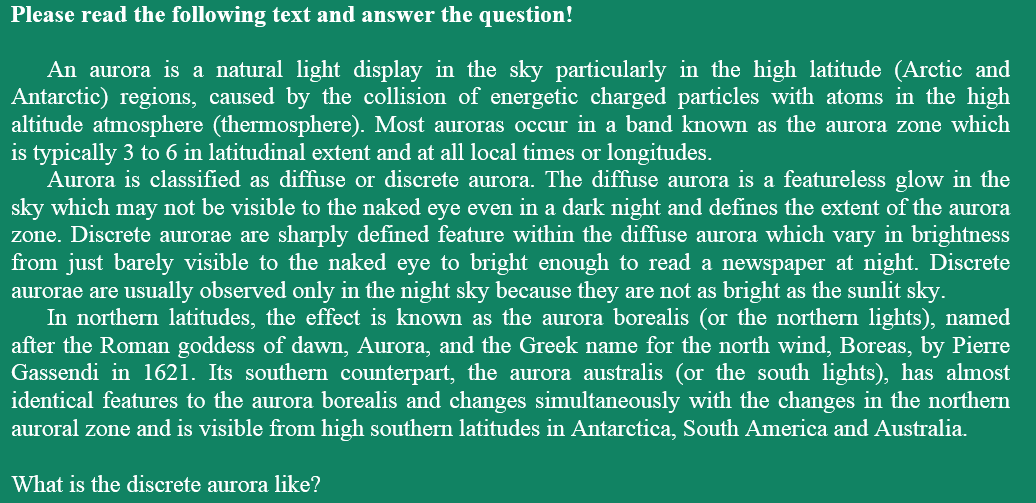 Please read the following text and answer the question!
An aurora is a natural light display in the sky particularly in the high latitude (Arctic and
Antarctic) regions, caused by the collision of energetic charged particles with atoms in the high
altitude atmosphere (thermosphere). Most auroras occur in a band known as the aurora zone which
is typically 3 to 6 in latitudinal extent and at all local times or longitudes.
Aurora is classified as diffuse or discrete aurora. The diffuse aurora is a featureless glow in the
sky which may not be visible to the naked eye even in a dark night and defines the extent of the aurora
zone. Discrete aurorae are sharply defined feature within the diffuse aurora which vary in brightness
from just barely visible to the naked eye to bright enough to read a newspaper at night. Discrete
aurorae are usually observed only in the night sky because they are not as bright as the sunlit sky.
In northern latitudes, the effect is known as the aurora borealis (or the northern lights), named
after the Roman goddess of dawn, Aurora, and the Greek name for the north wind, Boreas, by Pierre
Gassendi in 1621. Its southern counterpart, the aurora australis (or the south lights), has almost
identical features to the aurora borealis and changes simultaneously with the changes in the northern
auroral zone and is visible from high southern latitudes in Antarctica, South America and Australia.
What is the discrete aurora like?